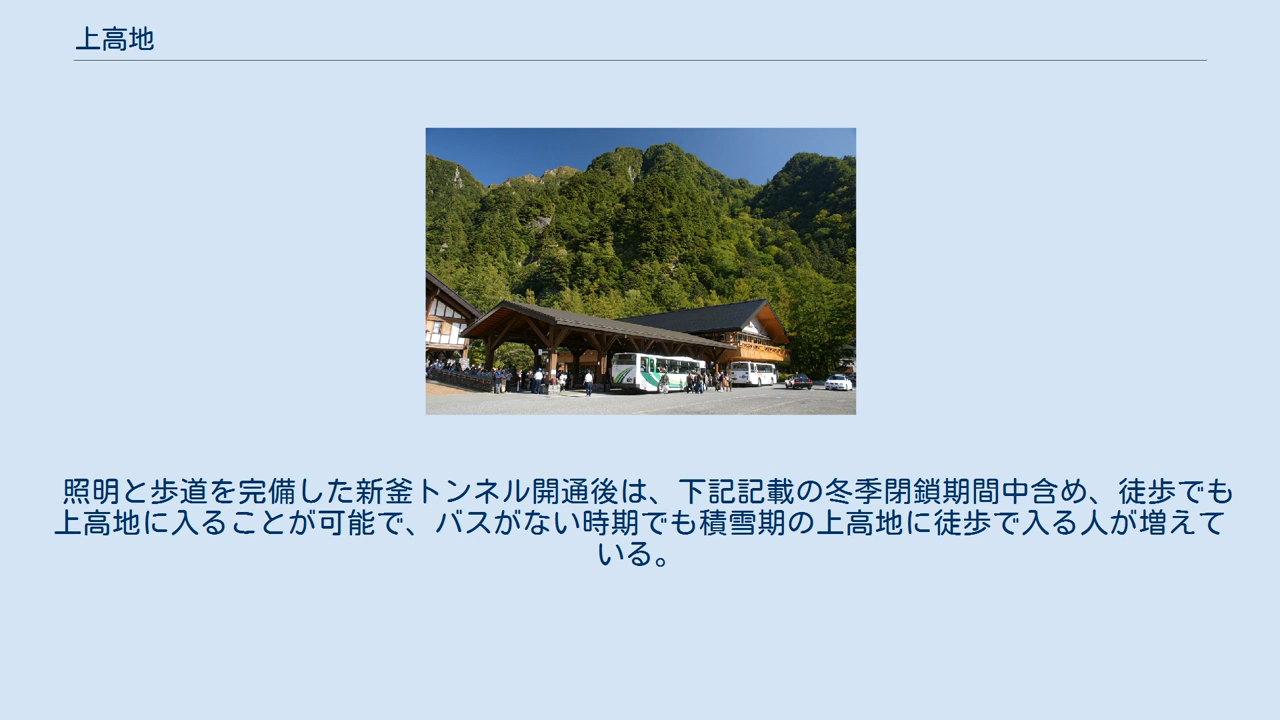 上高地
照明と歩道を完備した新釜トンネル開通後は、下記記載の冬季閉鎖期間中含め、徒歩でも
上高地に入ることが可能で、バスがない時期でも積雪期の上高地に徒歩で入る人が増えて
いる。